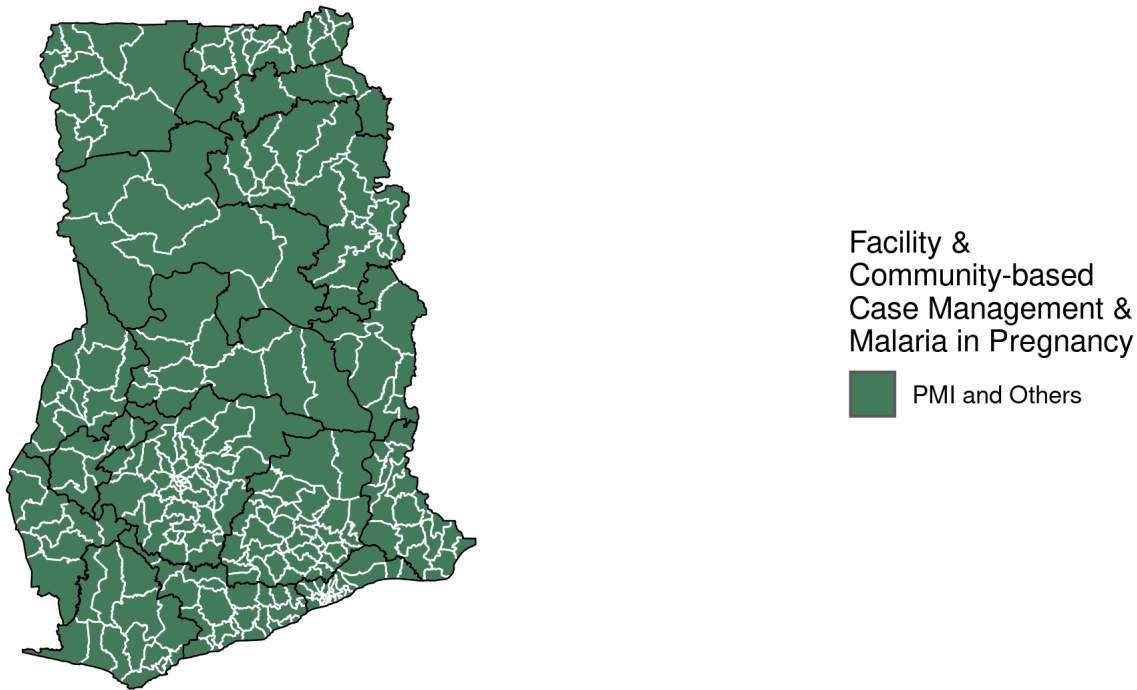 Facility &
Community-based
Case Management &
Malaria in Pregnancy
PMI and Others